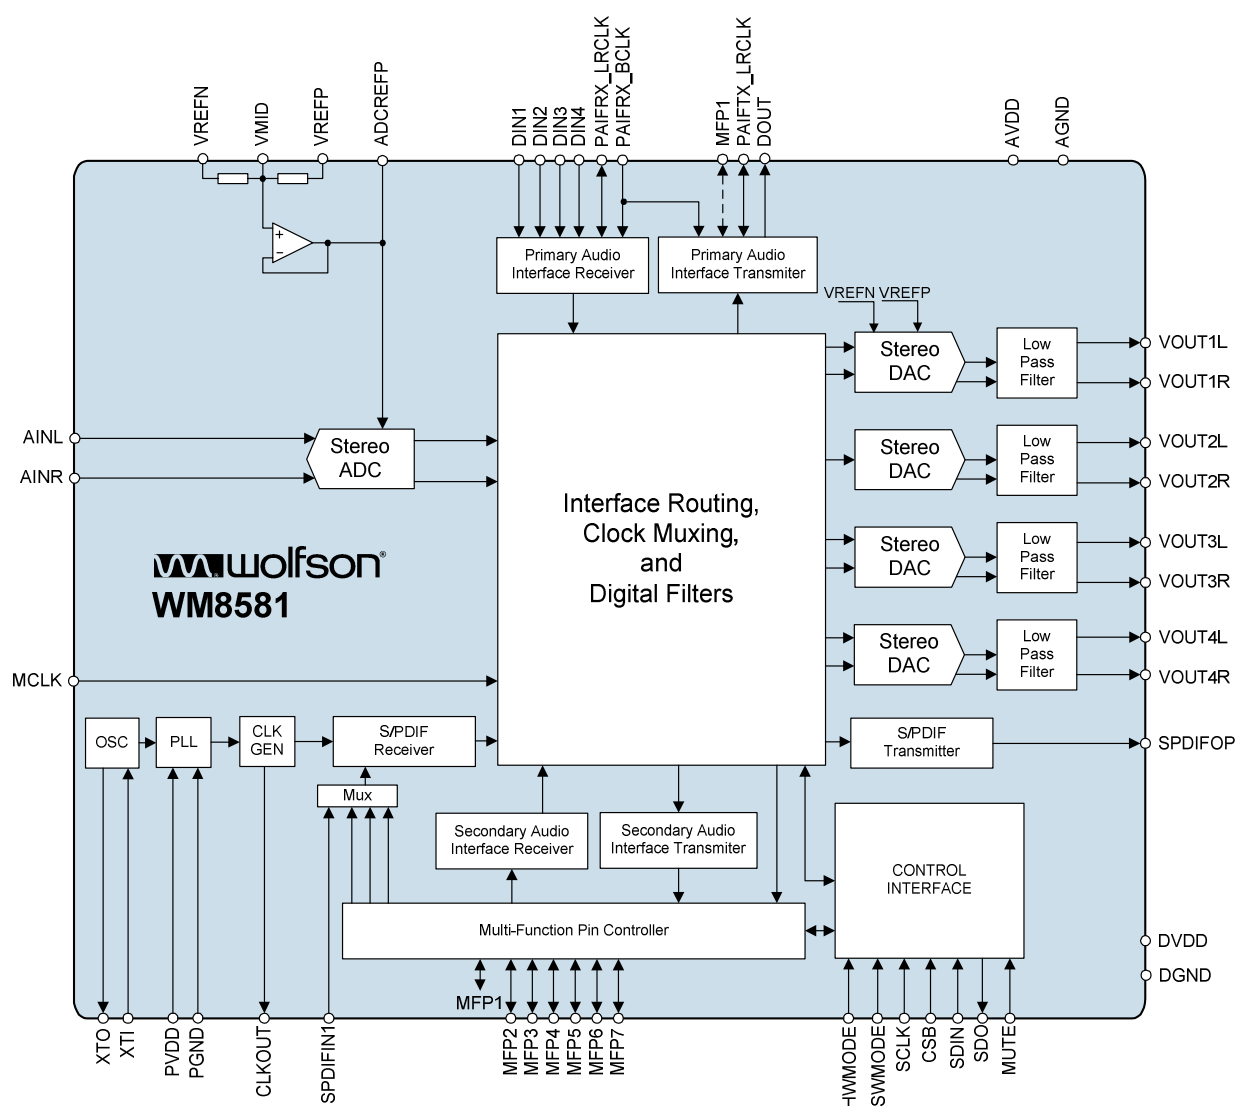 VREFN
VMID
VREFP
ADCREFP
DIN1
DIN2
DIN3
DIN4
PAIFRX_LRCLK
PAIFRX_BCLK
MFP1
PAIFTX_LRCLK
DOUT
AVDD
AGND
+
−
Primary Audio
Interface Receiver
Primary Audio
Interface Transmiter
VREFN VREFP
Stereo
DAC
Low
Pass
Filter
VOUT1L
VOUT1R
AINL
AINR
Stereo
ADC
Stereo
DAC
Low
Pass
Filter
VOUT2L
VOUT2R
Interface Routing,
Clock Muxing,
and
Digital Filters
wolfson®
WM8581
Stereo
DAC
Low
Pass
Filter
VOUT3L
VOUT3R
Stereo
DAC
Low
Pass
Filter
VOUT4L
VOUT4R
MCLK
OSC
PLL
CLK
GEN
S/PDIF
Receiver
S/PDIF
Transmitter
SPDIFOP
Mux
Secondary Audio
Interface Receiver
Secondary Audio
Interface Transmiter
CONTROL
INTERFACE
Multi-Function Pin Controller
DVDD
DGND
MFP1
XTO
XTI
PVDD
PGND
CLKOUT
SPDIFIN1
MFP2
MFP3
MFP4
MFP5
MFP6
MFP7
HWMODE
SWMODE
SCLK
CSB
SDIN
SDO
MUTE